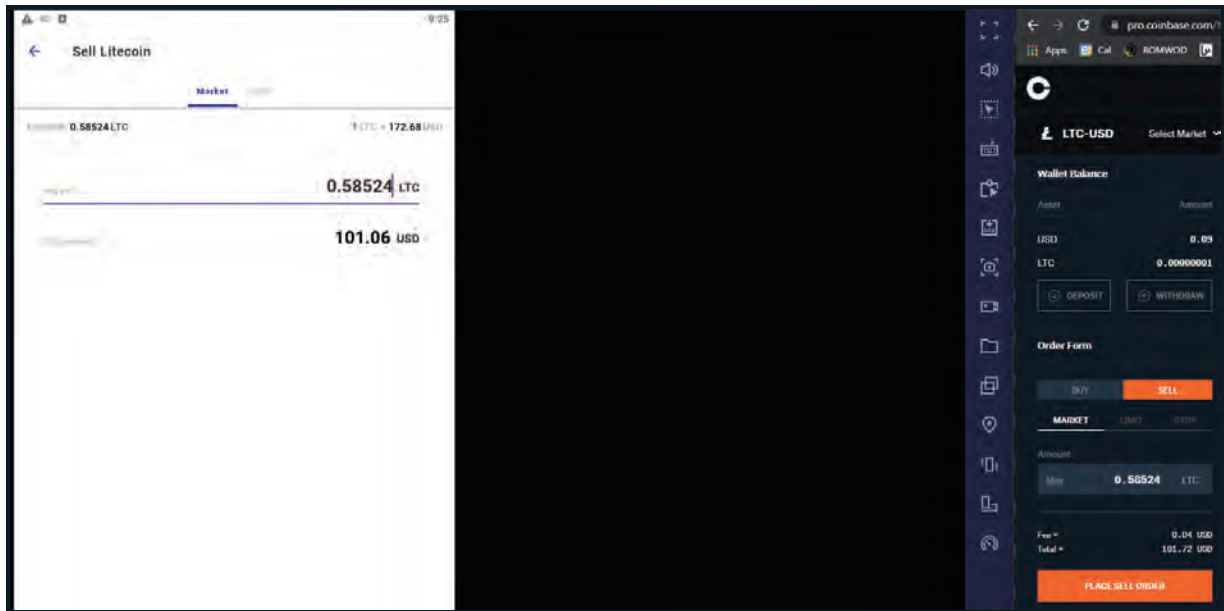 9:25
Sell Litecoin
Market
0.58524 LTC
1 LTC = 172.68 USD
0.58524 LTC
101.06 USD
pro.coinbase.com/
Apps Cal ROMWOD
LTC-USD Select Market
Wallet Balance
Asset Amount
USD 0.09
LTC 0.00000001
DEPOSIT WITHDRAW
Order Form
BUY SELL
MARKET LIMIT STOP
Amount
Max 0.58524 LTC
Fee ≈ 0.04 USD
Total ≈ 101.72 USD
PLACE SELL ORDER